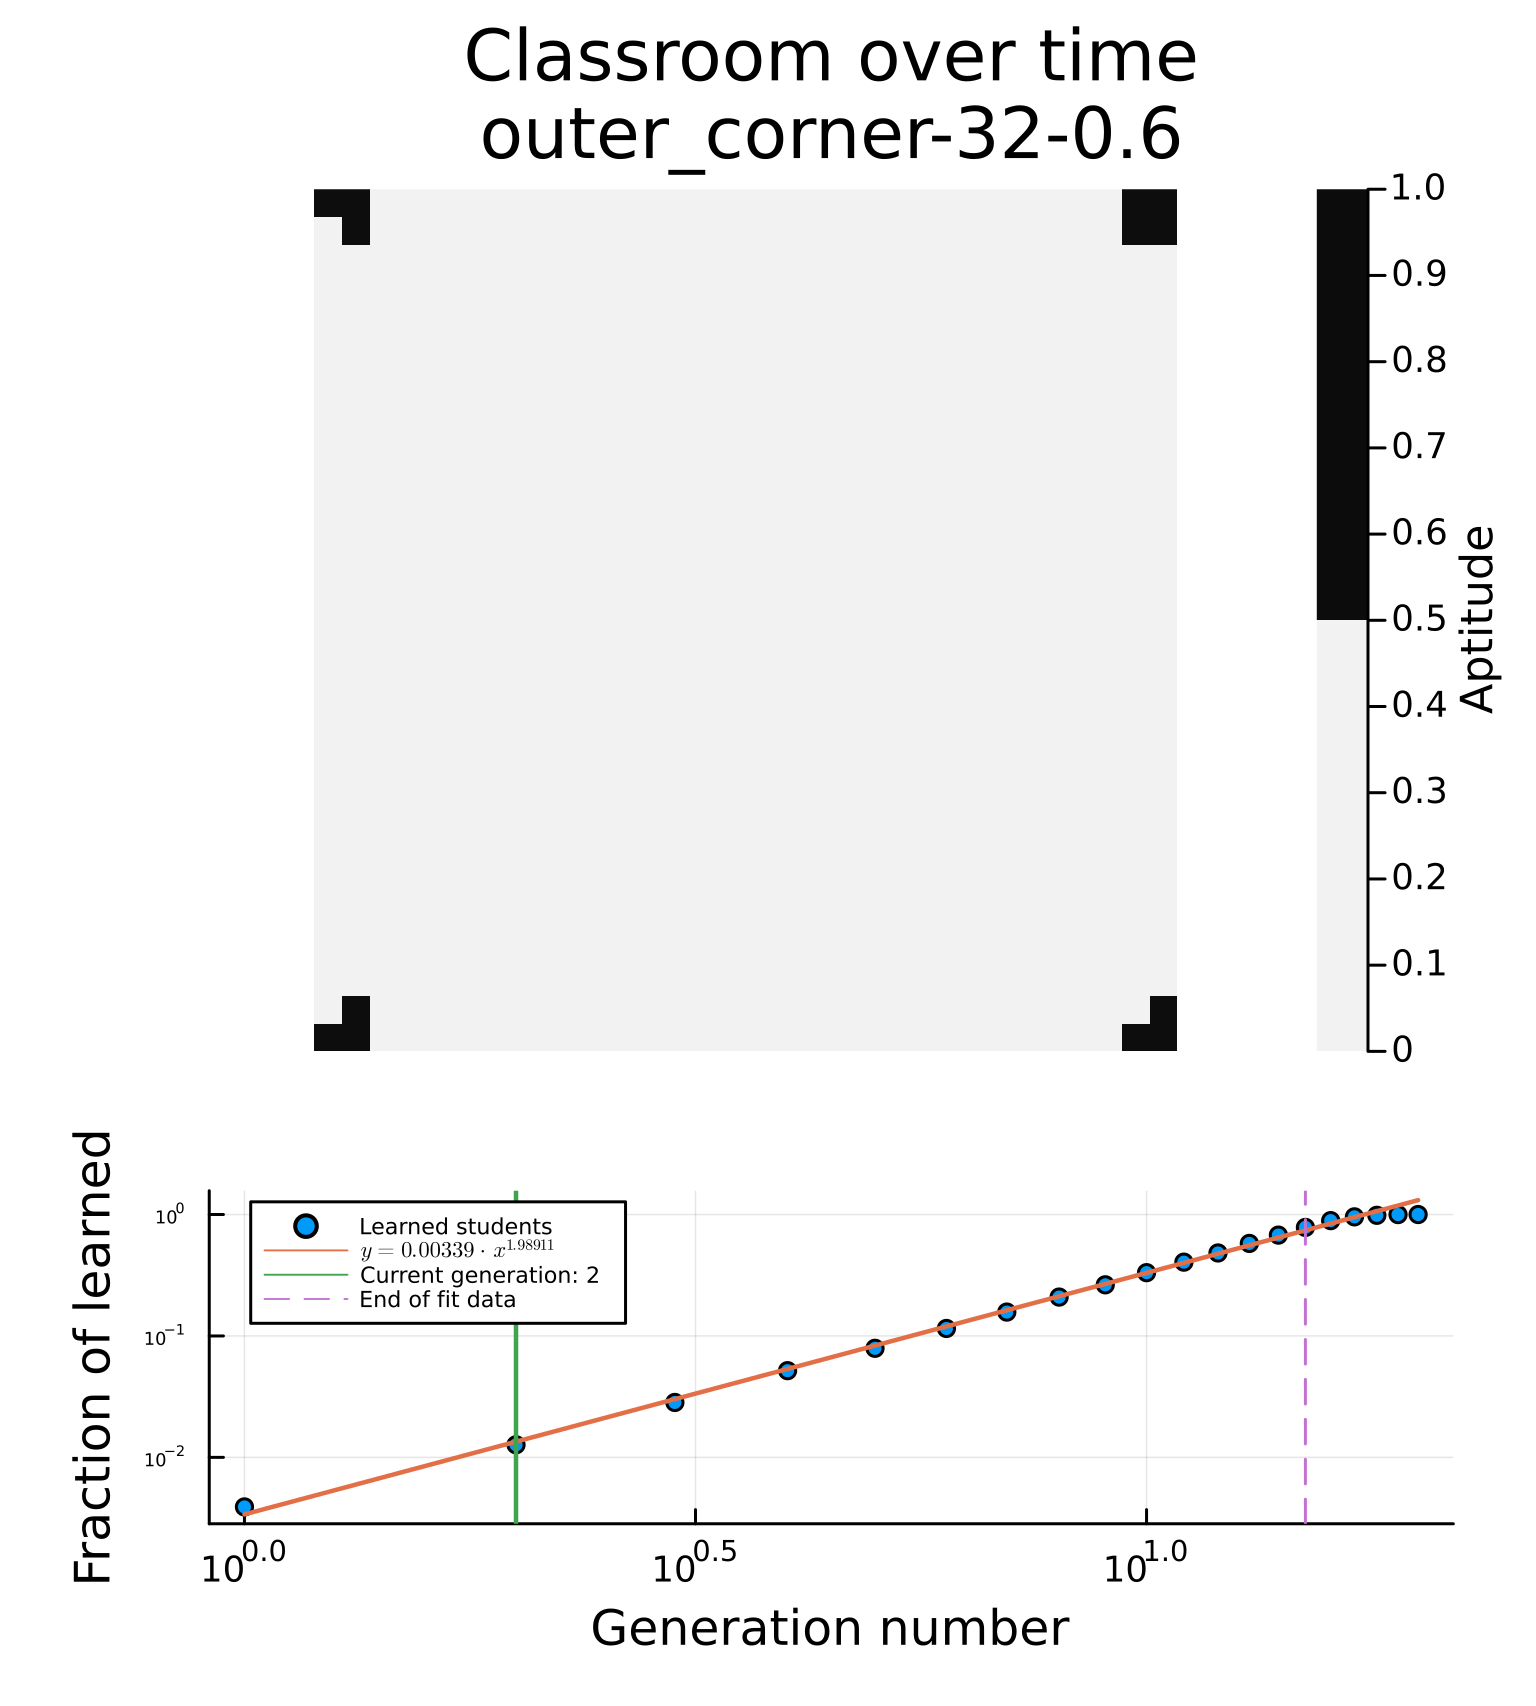 Classroom over time
outer_corner-32-0.6
1.0
0.9
0.8
0.7
0.6
0.5
0.4
0.3
0.2
0.1
0
Aptitude
Fraction of learned
10^0
10^−1
10^−2
Learned students
y = 0.00339 · x^1.98911
Current generation: 2
End of fit data
10^0.0 10^0.5 10^1.0
Generation number